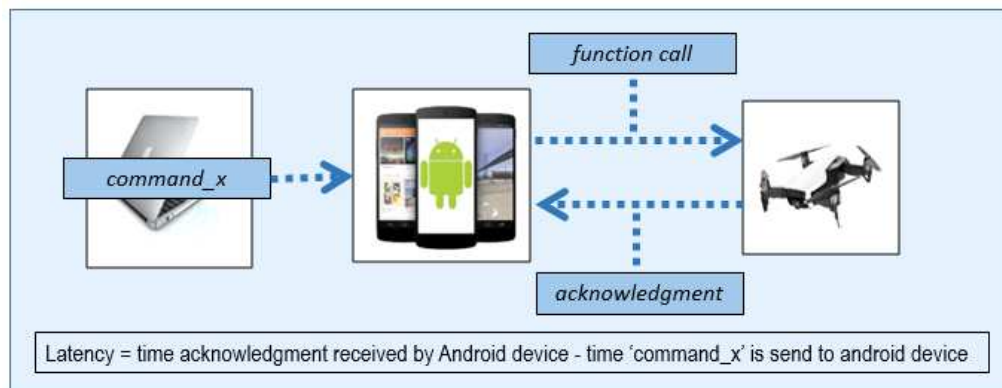 function call
command_x
acknowledgment
Latency = time acknowledgment received by Android device - time ‘command_x’ is send to android device